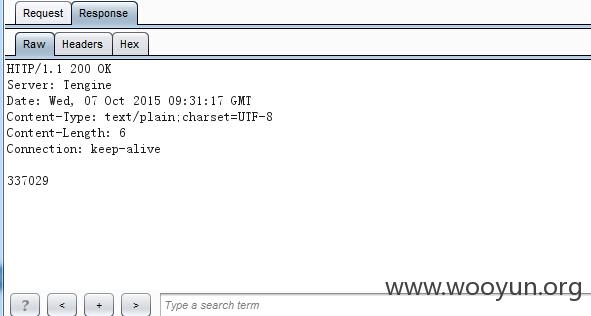 Request Response
Raw Headers Hex
HTTP/1.1 200 OK
Server: Tengine
Date: Wed, 07 Oct 2015 09:31:17 GMT
Content-Type: text/plain;charset=UTF-8
Content-Length: 6
Connection: keep-alive
337029
www.wooyun.org
? < + > Type a search term